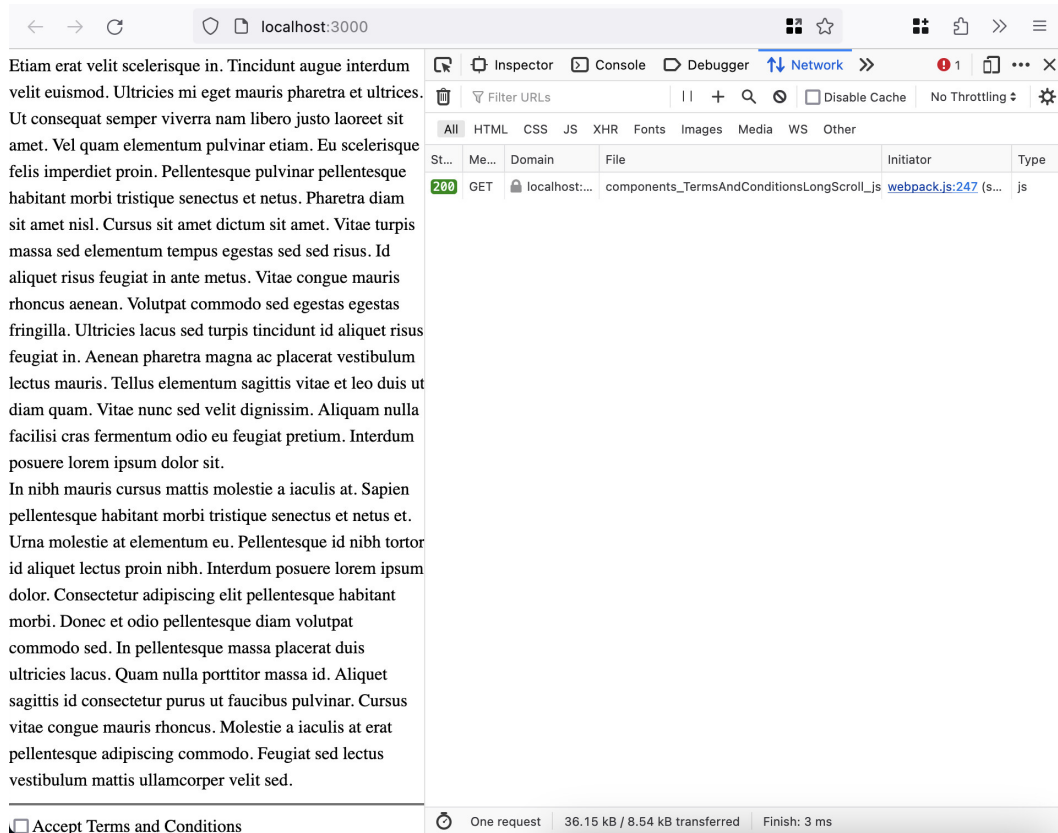 localhost:3000
Etiam erat velit scelerisque in. Tincidunt augue interdum
velit euismod. Ultricies mi eget mauris pharetra et ultrices.
Ut consequat semper viverra nam libero justo laoreet sit
amet. Vel quam elementum pulvinar etiam. Eu scelerisque
felis imperdiet proin. Pellentesque pulvinar pellentesque
habitant morbi tristique senectus et netus. Pharetra diam
sit amet nisl. Cursus sit amet dictum sit amet. Vitae turpis
massa sed elementum tempus egestas sed sed risus. Id
aliquet risus feugiat in ante metus. Vitae congue mauris
rhoncus aenean. Volutpat commodo sed egestas egestas
fringilla. Ultricies lacus sed turpis tincidunt id aliquet risus
feugiat in. Aenean pharetra magna ac placerat vestibulum
lectus mauris. Tellus elementum sagittis vitae et leo duis ut
diam quam. Vitae nunc sed velit dignissim. Aliquam nulla
facilisi cras fermentum odio eu feugiat pretium. Interdum
posuere lorem ipsum dolor sit.
In nibh mauris cursus mattis molestie a iaculis at. Sapien
pellentesque habitant morbi tristique senectus et netus et.
Urna molestie at elementum eu. Pellentesque id nibh tortor
id aliquet lectus proin nibh. Interdum posuere lorem ipsum
dolor. Consectetur adipiscing elit pellentesque habitant
morbi. Donec et odio pellentesque diam volutpat
commodo sed. In pellentesque massa placerat duis
ultricies lacus. Quam nulla porttitor massa id. Aliquet
sagittis id consectetur purus ut faucibus pulvinar. Cursus
vitae congue mauris rhoncus. Molestie a iaculis at erat
pellentesque adipiscing commodo. Feugiat sed lectus
vestibulum mattis ullamcorper velit sed.
Accept Terms and Conditions
Inspector Console Debugger Network 1
Filter URLs Disable Cache No Throttling
All HTML CSS JS XHR Fonts Images Media WS Other
St... Me... Domain File Initiator Type
200 GET localhost:... components_TermsAndConditionsLongScroll_js webpack.js:247 (s... js
One request 36.15 kB / 8.54 kB transferred Finish: 3 ms